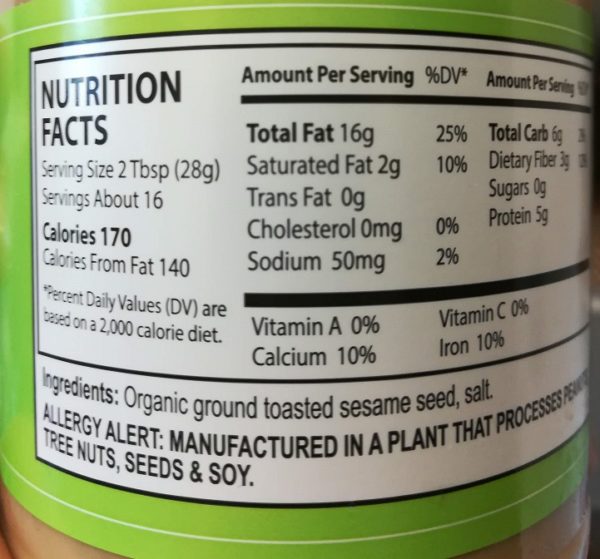 NUTRITION
FACTS
Serving Size 2 Tbsp (28g)
Servings About 16
Calories 170
Calories From Fat 140
*Percent Daily Values (DV) are
based on a 2,000 calorie diet.
Amount Per Serving %DV*
Total Fat 16g 25%
Saturated Fat 2g 10%
Trans Fat 0g
Cholesterol 0mg 0%
Sodium 50mg 2%
Amount Per Serving
Total Carb 6g
Dietary Fiber 3g
Sugars 0g
Protein 5g
Vitamin A 0% Vitamin C 0%
Calcium 10% Iron 10%
Ingredients: Organic ground toasted sesame seed, salt.
ALLERGY ALERT: MANUFACTURED IN A PLANT THAT PROCESSES
TREE NUTS, SEEDS & SOY.